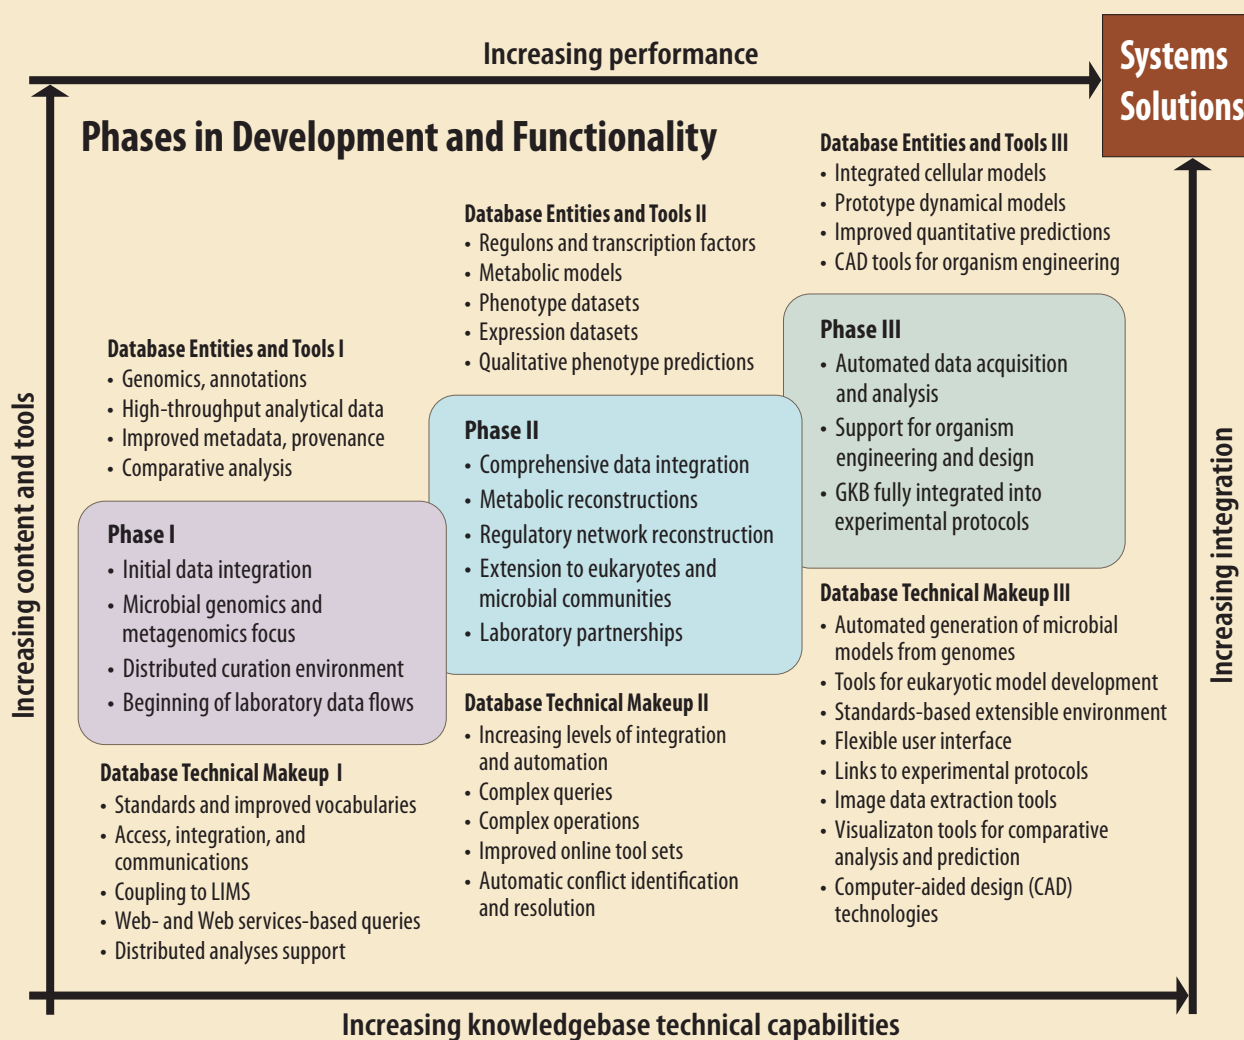 Increasing performance
Systems
Solutions
Phases in Development and Functionality
Increasing content and tools
Database Entities and Tools I
• Genomics, annotations
• High-throughput analytical data
• Improved metadata, provenance
• Comparative analysis
Phase I
• Initial data integration
• Microbial genomics and
metagenomics focus
• Distributed curation environment
• Beginning of laboratory data flows
Database Technical Makeup I
• Standards and improved vocabularies
• Access, integration, and
communications
• Coupling to LIMS
• Web- and Web services-based queries
• Distributed analyses support
Database Entities and Tools II
• Regulons and transcription factors
• Metabolic models
• Phenotype datasets
• Expression datasets
• Qualitative phenotype predictions
Phase II
• Comprehensive data integration
• Metabolic reconstructions
• Regulatory network reconstruction
• Extension to eukaryotes and
microbial communities
• Laboratory partnerships
Database Technical Makeup II
• Increasing levels of integration
and automation
• Complex queries
• Complex operations
• Improved online tool sets
• Automatic conflict identification
and resolution
Database Entities and Tools III
• Integrated cellular models
• Prototype dynamical models
• Improved quantitative predictions
• CAD tools for organism engineering
Phase III
• Automated data acquisition
and analysis
• Support for organism
engineering and design
• GKB fully integrated into
experimental protocols
Database Technical Makeup III
• Automated generation of microbial
models from genomes
• Tools for eukaryotic model development
• Standards-based extensible environment
• Flexible user interface
• Links to experimental protocols
• Image data extraction tools
• Visualizaton tools for comparative
analysis and prediction
• Computer-aided design (CAD)
technologies
Increasing integration
Increasing knowledgebase technical capabilities